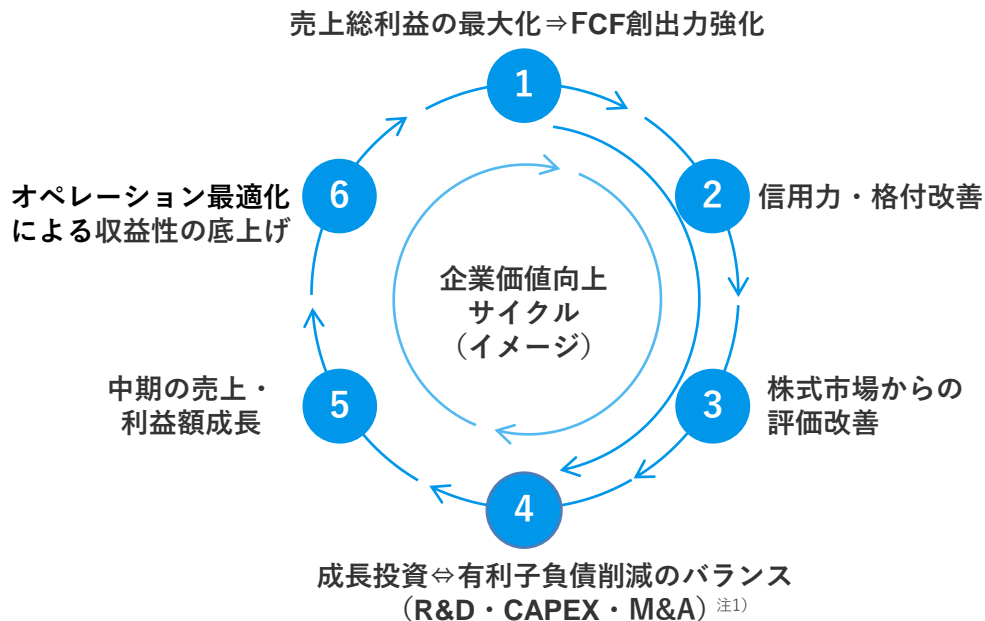 売上総利益の最大化⇒FCF創出力強化
1
2
信用力・格付改善
3
株式市場からの
評価改善
4
成長投資⇔有利子負債削減のバランス
（R&D・CAPEX・M&A）注1）
5
中期の売上・
利益額成長
6
オペレーション最適化
による収益性の底上げ
企業価値向上
サイクル
（イメージ）